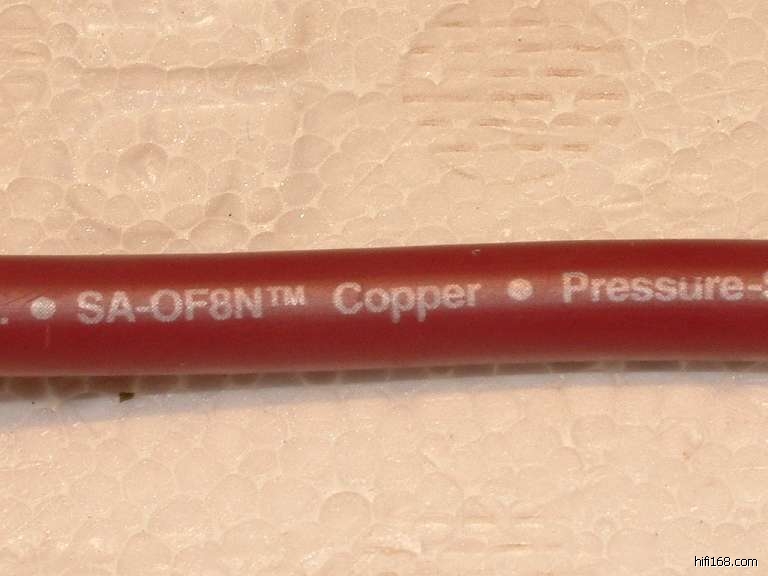 . • SA-OF8N™ Copper • Pressure-S
hifi168.com